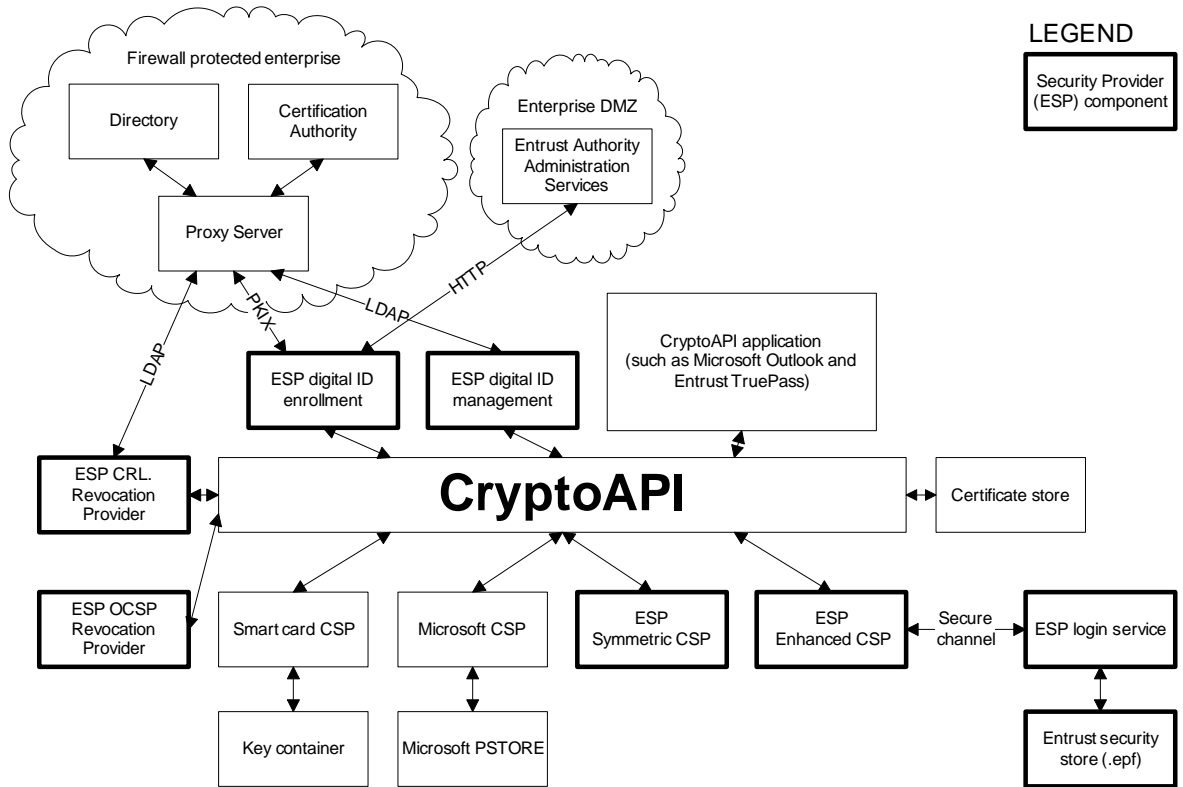 LEGEND
Security Provider
(ESP) component
Firewall protected enterprise
Directory
Certification
Authority
Proxy Server
Enterprise DMZ
Entrust Authority
Administration
Services
HTTP
PKIX
LDAP
LDAP
CryptoAPI application
(such as Microsoft Outlook and
Entrust TruePass)
ESP digital ID
enrollment
ESP digital ID
management
ESP CRL.
Revocation
Provider
CryptoAPI
Certificate store
ESP OCSP
Revocation
Provider
Smart card CSP
Microsoft CSP
ESP
Symmetric CSP
ESP
Enhanced CSP
Secure
channel
ESP login service
Key container
Microsoft PSTORE
Entrust security
store (.epf)